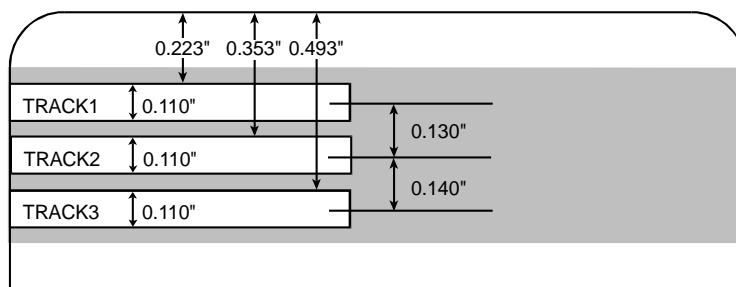 0.223" 0.353" 0.493"
TRACK1 0.110"
0.130"
TRACK2 0.110"
0.140"
TRACK3 0.110"